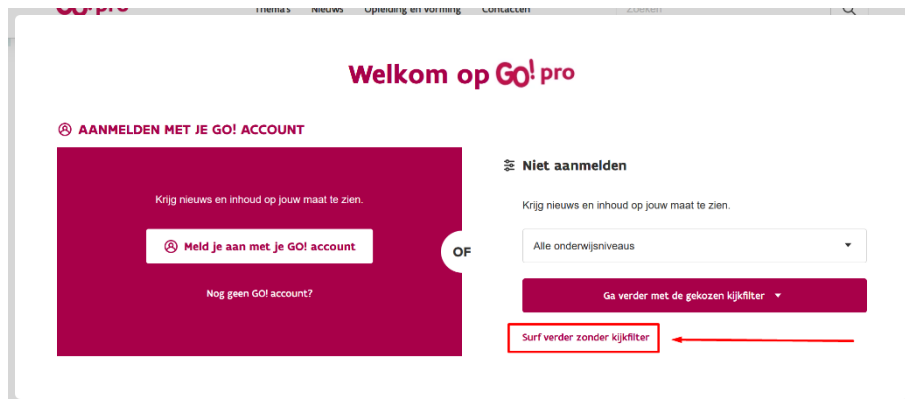 GO! pro
Thema's Nieuws Opleiding en vorming Contacten Zoeken
Welkom op GO! pro
AANMELDEN MET JE GO! ACCOUNT
Krijg nieuws en inhoud op jouw maat te zien.
Meld je aan met je GO! account
Nog geen GO! account?
OF
Niet aanmelden
Krijg nieuws en inhoud op jouw maat te zien.
Alle onderwijsniveaus
Ga verder met de gekozen kijkfilter
Surf verder zonder kijkfilter